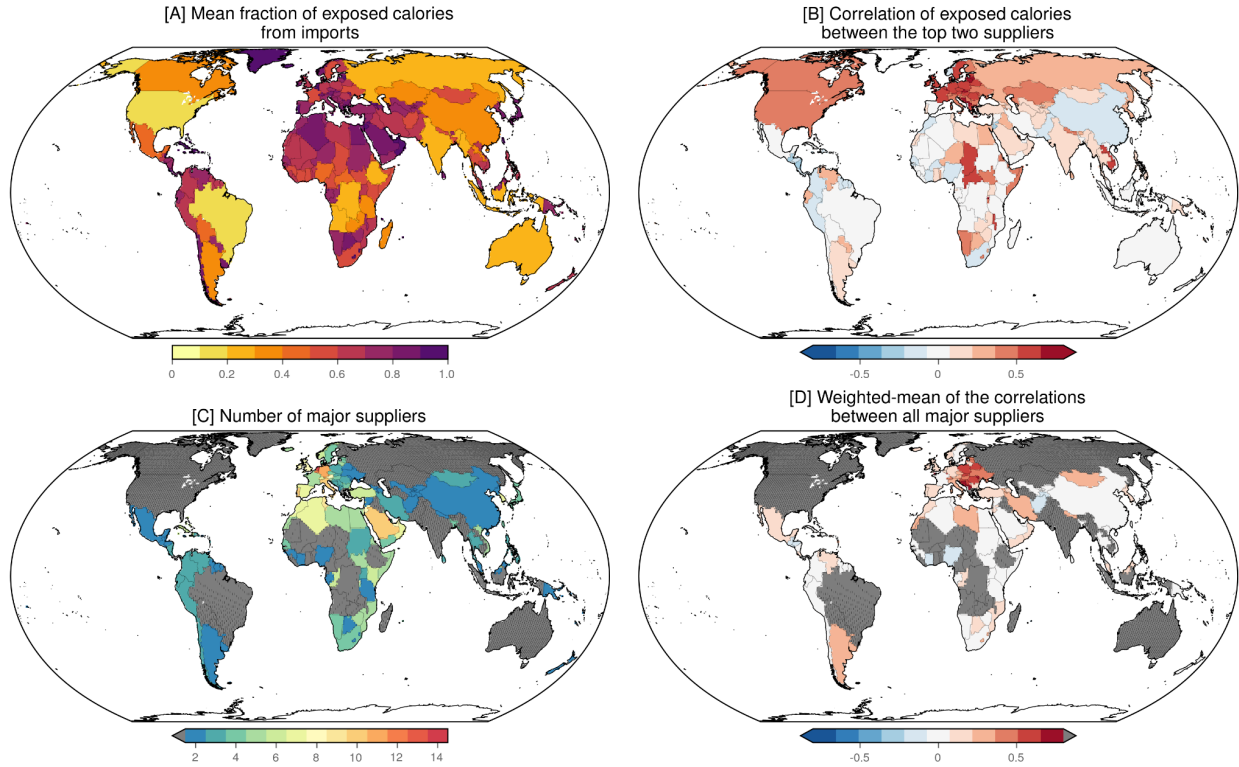 [A] Mean fraction of exposed calories
from imports
[B] Correlation of exposed calories
between the top two suppliers
0 0.2 0.4 0.6 0.8 1.0
-0.5 0 0.5
[C] Number of major suppliers
[D] Weighted-mean of the correlations
between all major suppliers
2 4 6 8 10 12 14
-0.5 0 0.5